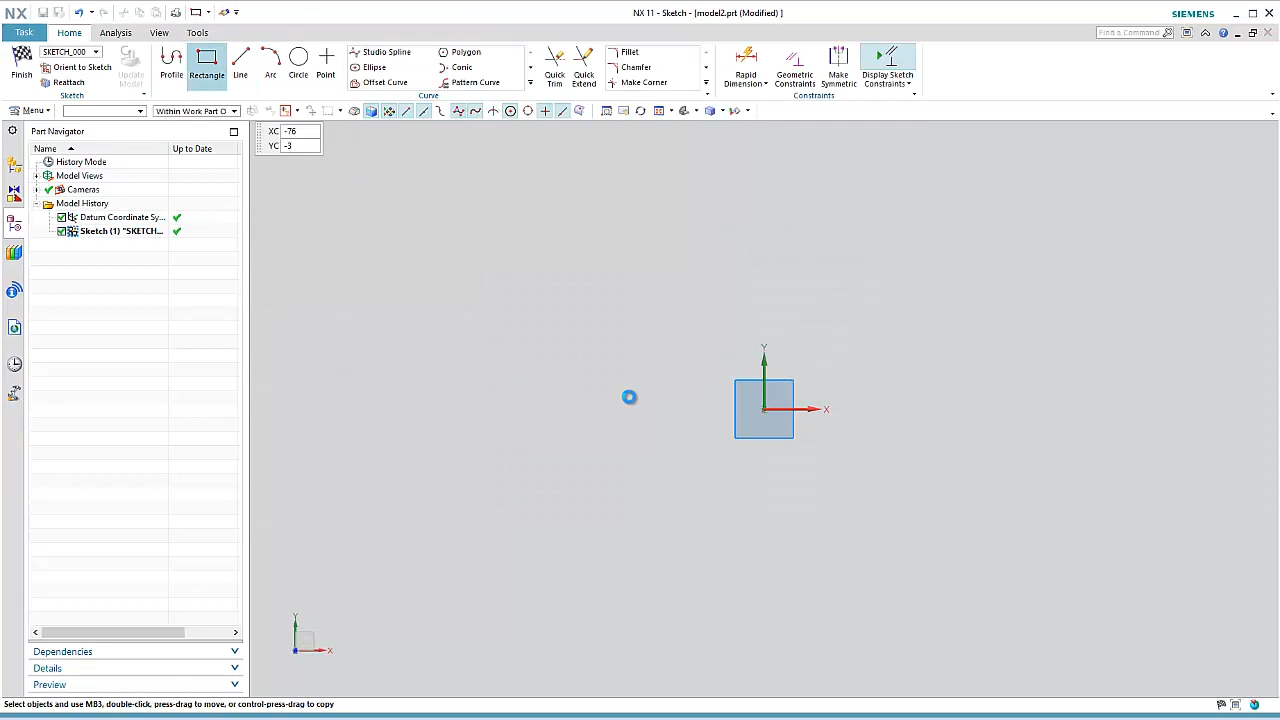 NX
NX 11 - Sketch - [model2.prt (Modified) ]
SIEMENS
Task
Home
Analysis
View
Tools
Find a Command
Finish
SKETCH_000
Orient to Sketch
Reattach
Update
Model
Profile
Rectangle
Line
Arc
Circle
Point
Studio Spline
Ellipse
Offset Curve
Polygon
Conic
Pattern Curve
Quick
Trim
Quick
Extend
Fillet
Chamfer
Make Corner
Rapid
Dimension
Geometric
Constraints
Make
Symmetric
Display Sketch
Constraints
Sketch
Curve
Constraints
Menu
Within Work Part O
Part Navigator
XC -76
YC -3
Name
Up to Date
History Mode
Model Views
Cameras
Model History
Datum Coordinate Sy...
Sketch (1) "SKETCH...
Y
X
Y
X
Dependencies
Details
Preview
Select objects and use MB3, double-click, press-drag to move, or control-press-drag to copy